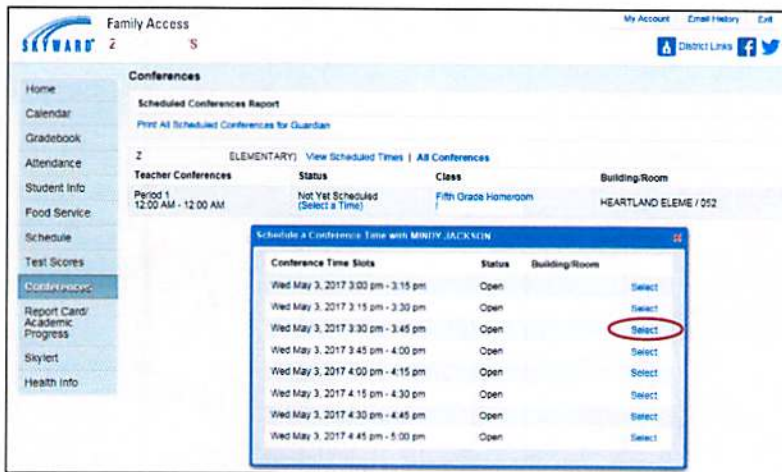 My Account Email History Exit
Family Access
SKYWARD Z S
District Links
Home
Calendar
Gradebook
Attendance
Student Info
Food Service
Schedule
Test Scores
Conferences
Report Card/
Academic
Progress
Skylert
Health Info
Conferences
Scheduled Conferences Report
Print All Scheduled Conferences for Guardian
Z ELEMENTARY) View Scheduled Times | All Conferences
Teacher Conferences Status Class Building/Room
Period 1 Not Yet Scheduled Fifth Grade Homeroom HEARTLAND ELEME / 052
12:00 AM - 12:00 AM (Select a Time) /
Schedule a Conference Time with MINDY JACKSON
Conference Time Slots Status Building/Room
Wed May 3, 2017 3:00 pm - 3:15 pm Open Select
Wed May 3, 2017 3:15 pm - 3:30 pm Open Select
Wed May 3, 2017 3:30 pm - 3:45 pm Open Select
Wed May 3, 2017 3:45 pm - 4:00 pm Open Select
Wed May 3, 2017 4:00 pm - 4:15 pm Open Select
Wed May 3, 2017 4:15 pm - 4:30 pm Open Select
Wed May 3, 2017 4:30 pm - 4:45 pm Open Select
Wed May 3, 2017 4:45 pm - 5:00 pm Open Select